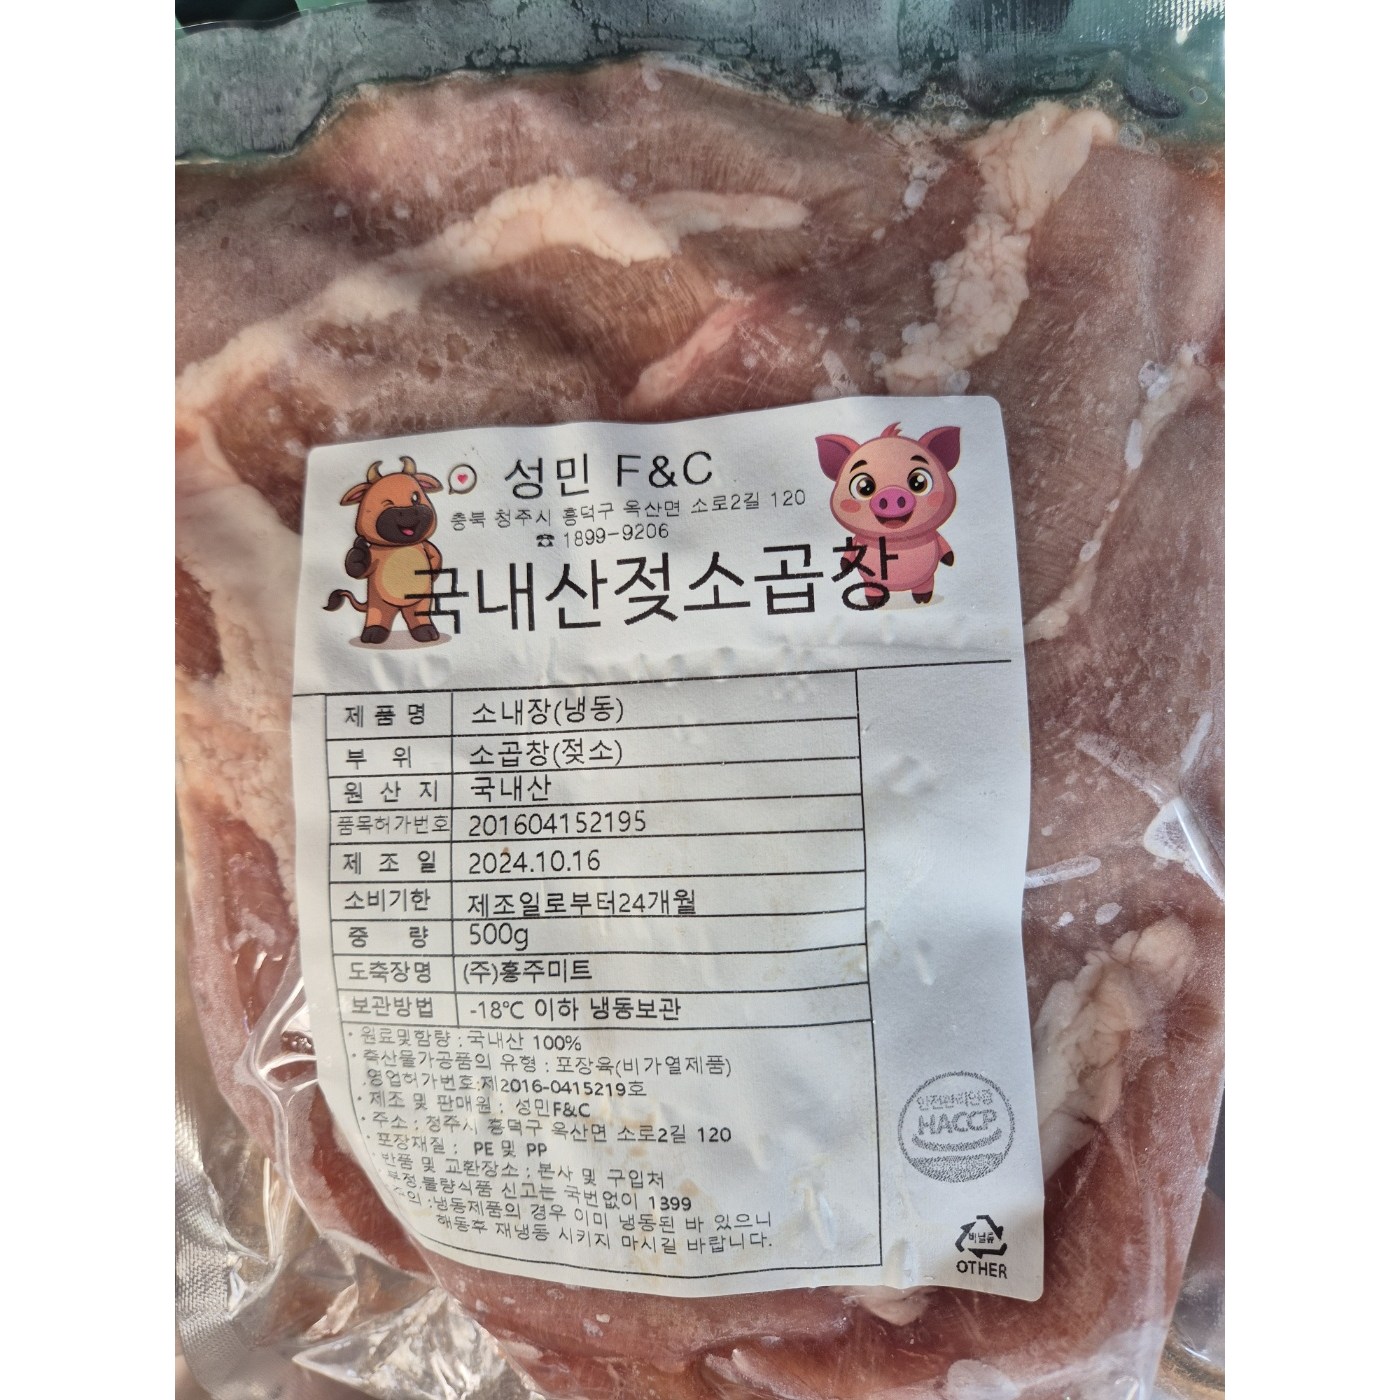 성민 F&C
충북 청주시 흥덕구 옥산면 소로2길 120
☎ 1899-9206
국내산젖소곱창
제품명 소내장(냉동)
부 위 소곱창(젖소)
원 산 지 국내산
품목허가번호 201604152195
제 조 일 2024.10.16
소비기한 제조일로부터24개월
중 량 500g
도축장명 (주)홍주미트
보관방법 -18℃ 이하 냉동보관
· 원료및함량 : 국내산 100%
· 축산물가공품의 유형 : 포장육(비가열제품)
· 영업허가번호:제2016-0415219호
· 제조 및 판매원 : 성민F&C
· 주소 : 청주시 흥덕구 옥산면 소로2길 120
· 포장재질 : PE 및 PP
반품 및 교환장소 : 본사 및 구입처
부정.불량식품 신고는 국번없이 1399
:냉동제품의 경우 이미 냉동된 바 있으니
해동후 재냉동 시키지 마시길 바랍니다.
안전관리인증
HACCP
비닐류
OTHER